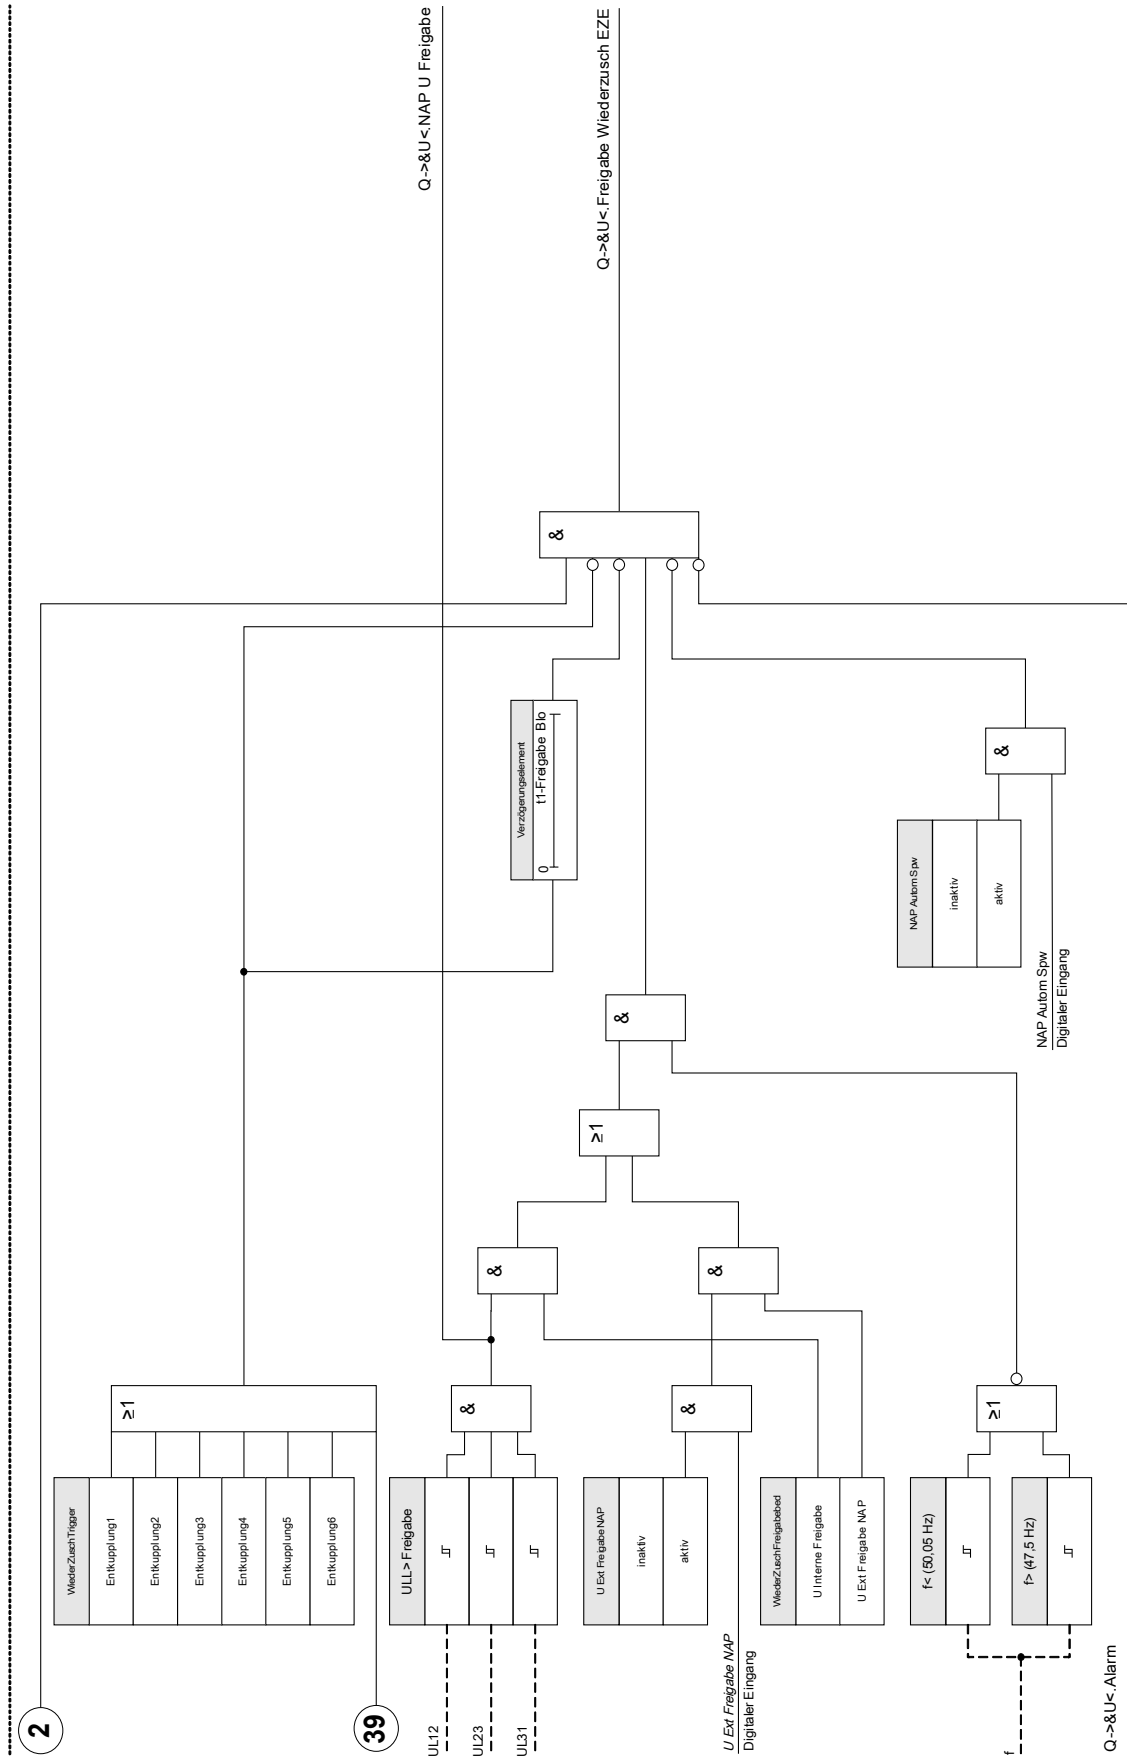 2
WiederZuschTrigger
Entkupplung1
Entkupplung2
Entkupplung3
Entkupplung4
Entkupplung5
Entkupplung6
≥1
39
Q->&U<.NAP U Freigabe
Q->&U<.Freigabe Wiederzusch EZE
&
Verzögerungselement
0
t1-Freigabe Blo
ULL> Freigabe
UL12
UL23
UL31
&
&
U Ext Freigabe NAP
inaktiv
aktiv
U Ext Freigabe NAP
Digitaler Eingang
&
&
WiederZuschFreigabebed
U Interne Freigabe
U Ext Freigabe NAP
≥1
&
NAP Autom Spw
inaktiv
aktiv
NAP Autom Spw
Digitaler Eingang
&
f< (50,05 Hz)
f> (47,5 Hz)
≥1
f
Q->&U<.Alarm